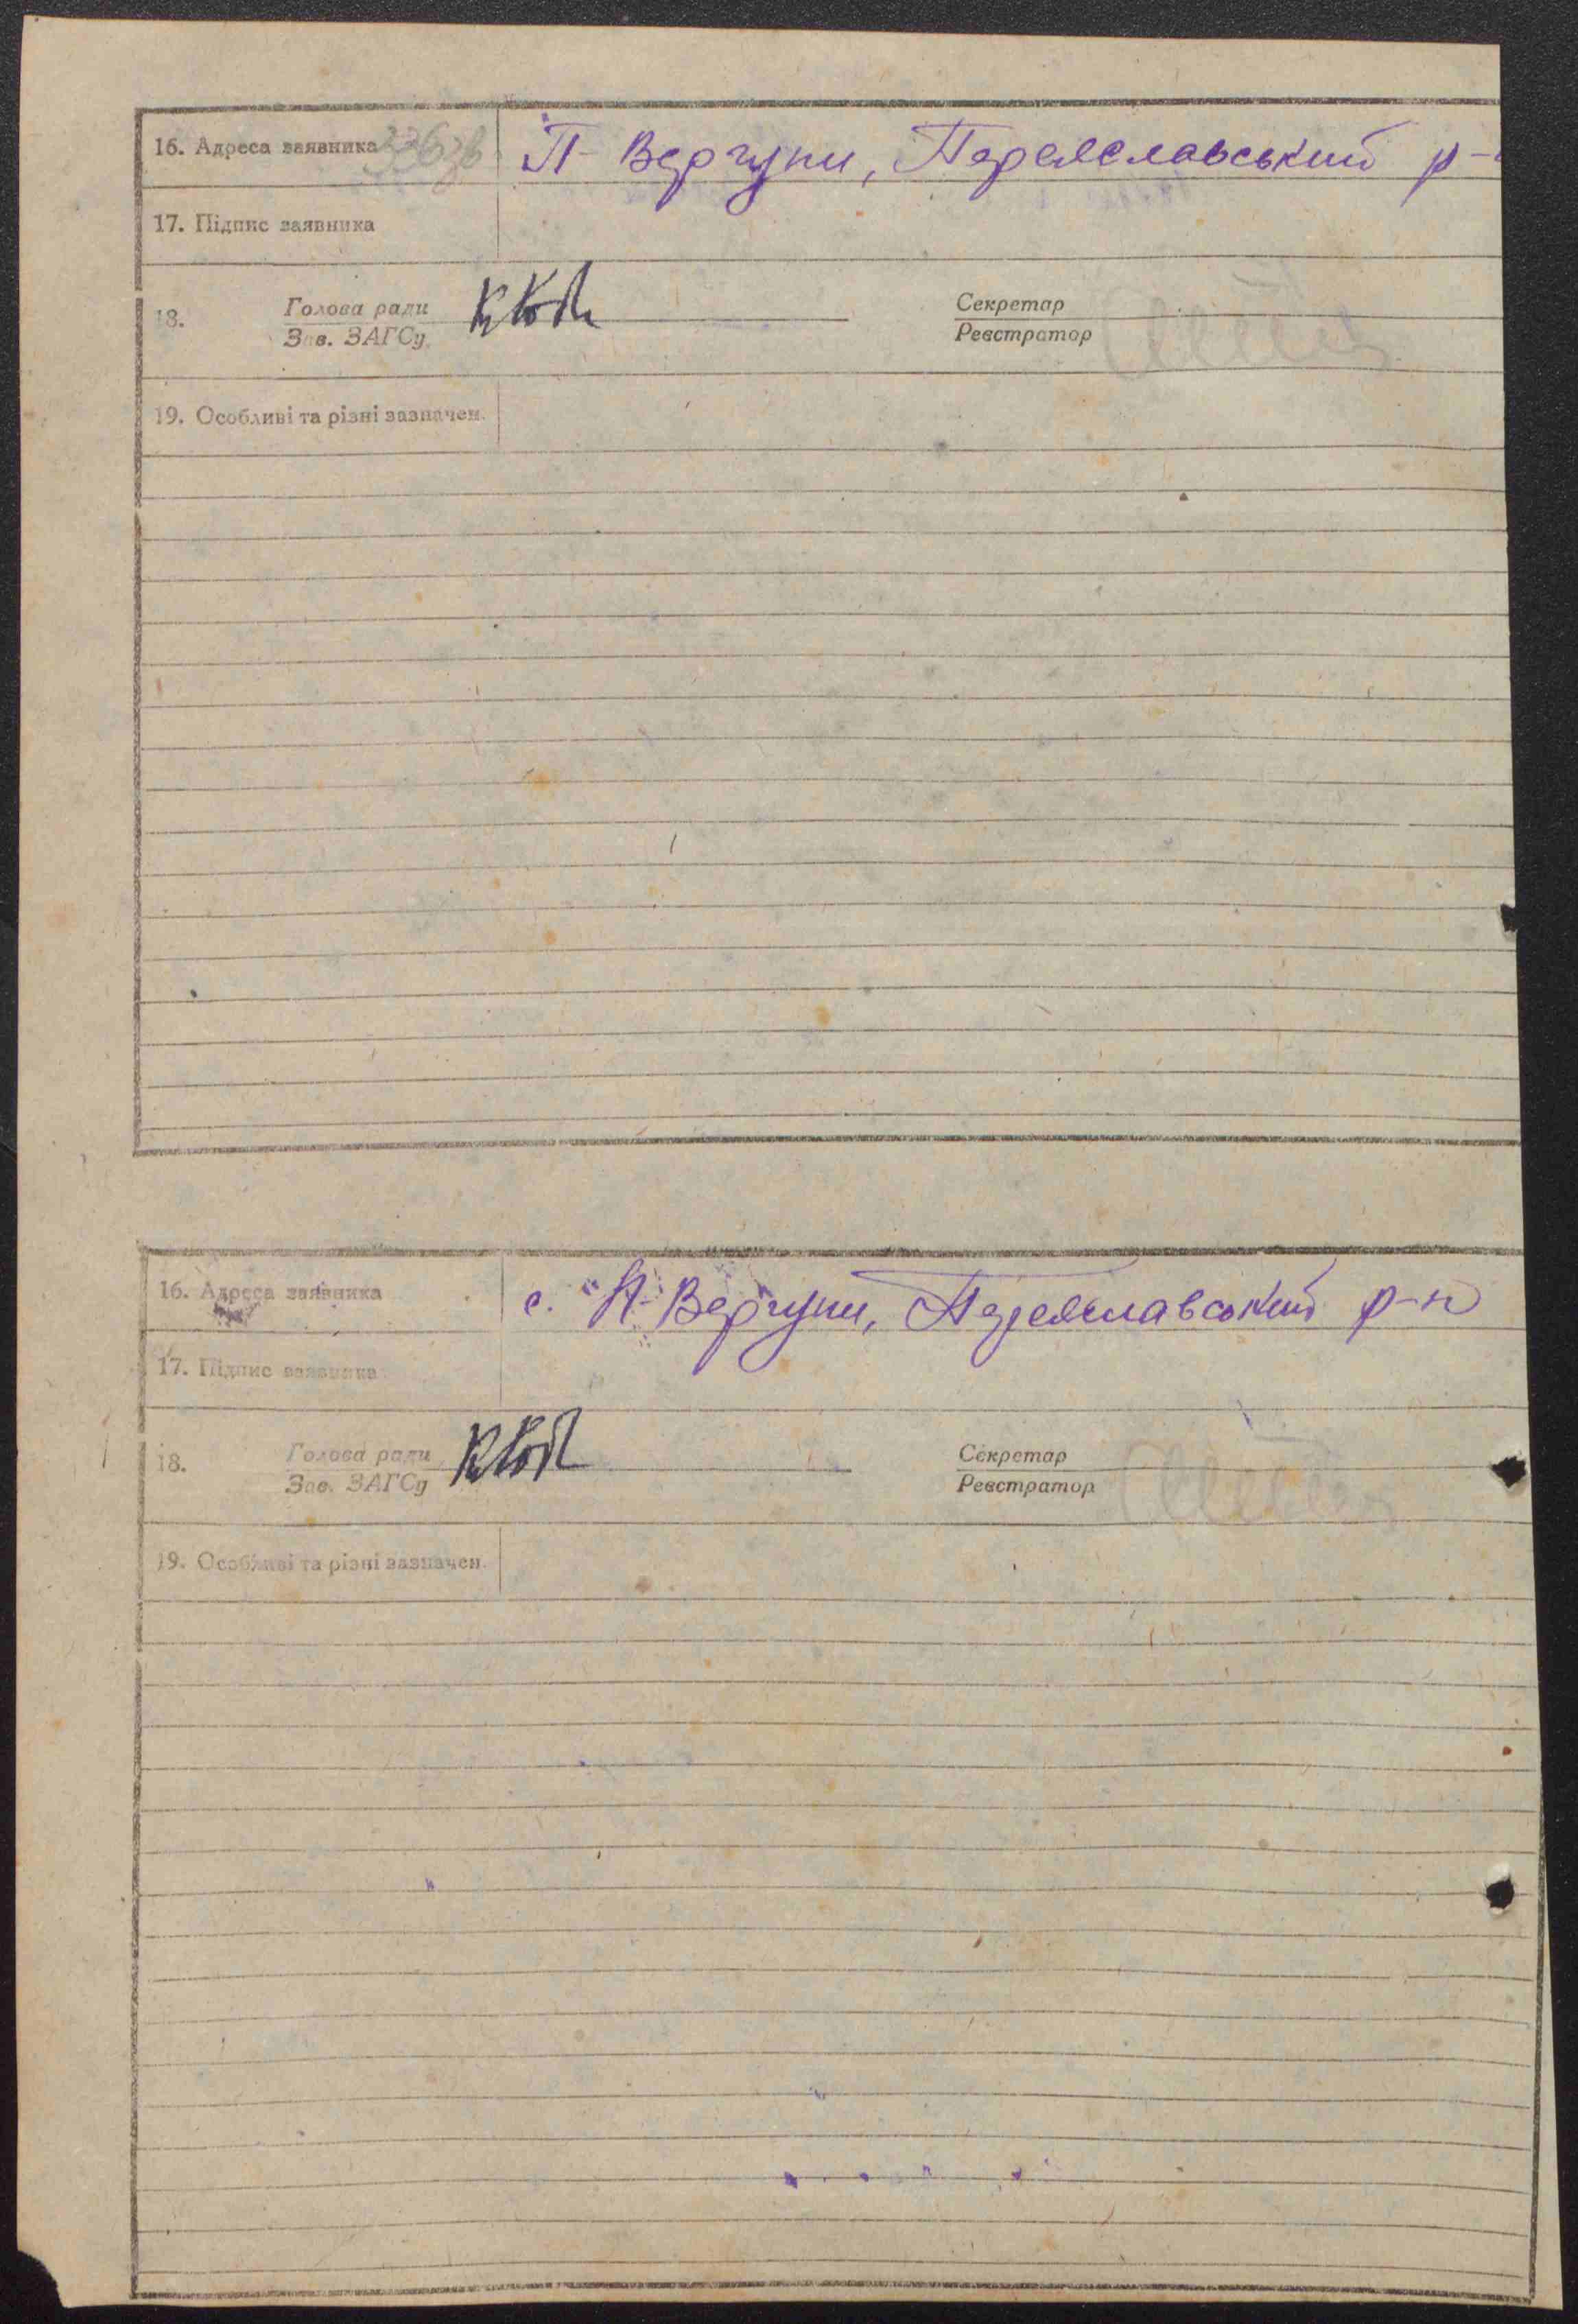 16. Адреса заявника 226зв П-Вергуни, Переяславський р-
17. Підпис заявника
18. Голова ради Секретар
Зав. ЗАГСу Реєстратор
19. Особливі та різні зазначен.
16. Адреса заявника с. П-Вергуни, Переяславський р-н
17. Підпис заявника
18. Голова ради Секретар
Зав. ЗАГСу Реєстратор
19. Особливі та різні зазначен.